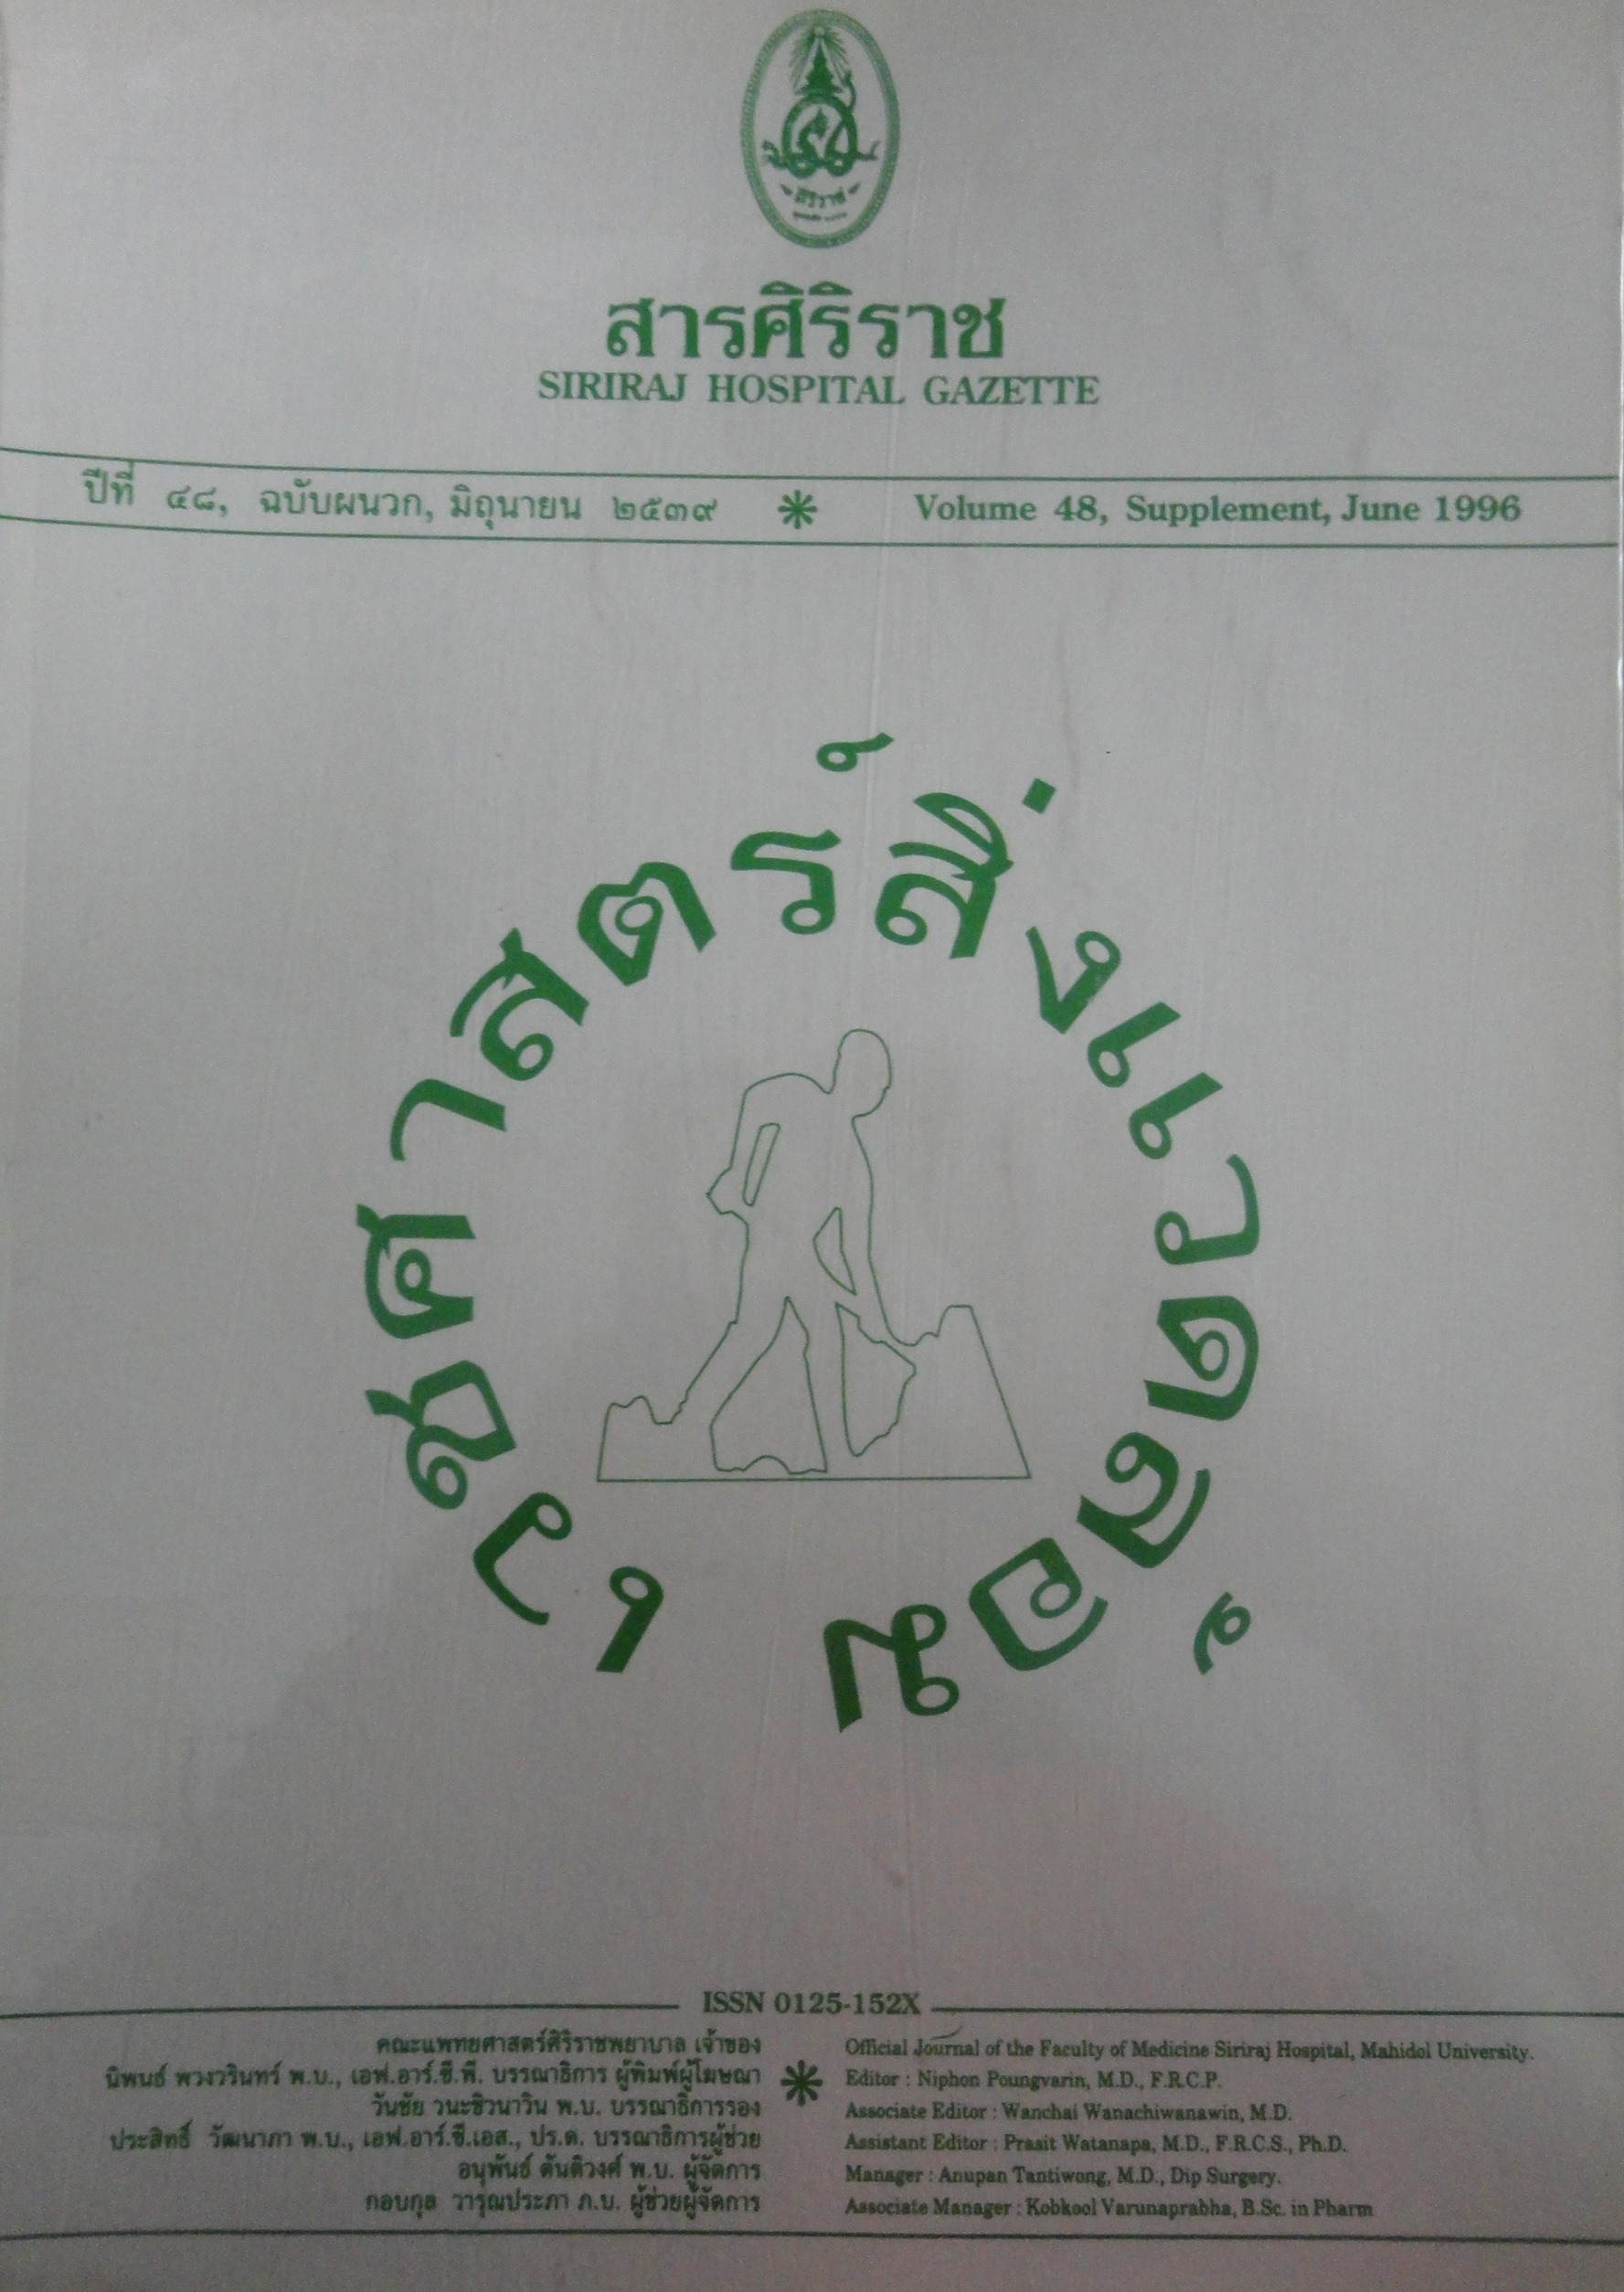 ศิริราช
สารศิริราช
SIRIRAJ HOSPITAL GAZETTE
ปีที่ ๔๘, ฉบับผนวก, มิถุนายน ๒๕๓๙ Volume 48, Supplement, June 1996
เวชศาสตร์สิ่งแวดล้อม
ISSN 0125-152X
คณะแพทยศาสตร์ศิริราชพยาบาล เจ้าของ
นิพนธ์ พวงวรินทร์ พ.บ., เอฟ.อาร์.ซี.พี. บรรณาธิการ ผู้พิมพ์ผู้โฆษณา
วันชัย วนะชิวนาวิน พ.บ. บรรณาธิการรอง
ประสิทธิ์ วัฒนาภา พ.บ., เอฟ.อาร์.ซี.เอส., ปร.ด. บรรณาธิการผู้ช่วย
อนุพันธ์ ตันติวงศ์ พ.บ. ผู้จัดการ
กอบกุล วารุณประภา ภ.บ. ผู้ช่วยผู้จัดการ
Official Journal of the Faculty of Medicine Siriraj Hospital, Mahidol University.
Editor : Niphon Poungvarin, M.D., F.R.C.P.
Associate Editor : Wanchai Wanachiwanawin, M.D.
Assistant Editor : Prasit Watanapa, M.D., F.R.C.S., Ph.D.
Manager : Anupan Tantiwong, M.D., Dip Surgery.
Associate Manager : Kobkool Varunaprabha, B.Sc. in Pharm